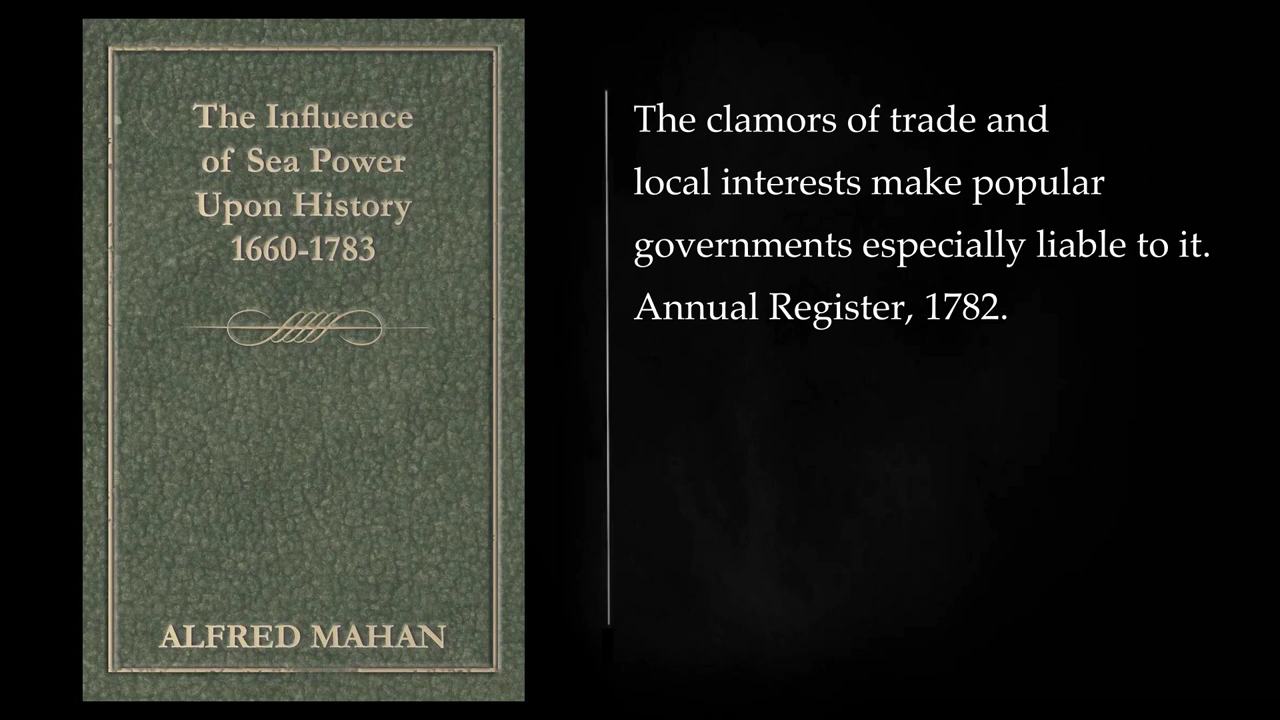 The Influence
of Sea Power
Upon History
1660-1783
ALFRED MAHAN
The clamors of trade and
local interests make popular
governments especially liable to it.
Annual Register, 1782.